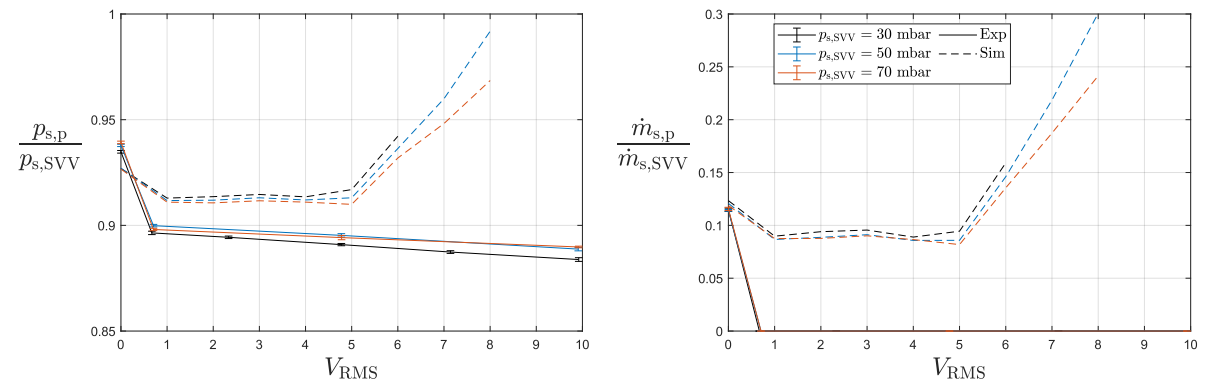 1
0.95
0.9
0.85
p_{s,p}
p_{s,SVV}
0 1 2 3 4 5 6 7 8 9 10
V_{RMS}
0.3
0.25
0.2
0.15
0.1
0.05
0
ṁ_{s,p}
ṁ_{s,SVV}
p_{s,SVV} = 30 mbar Exp
p_{s,SVV} = 50 mbar Sim
p_{s,SVV} = 70 mbar
0 1 2 3 4 5 6 7 8 9 10
V_{RMS}